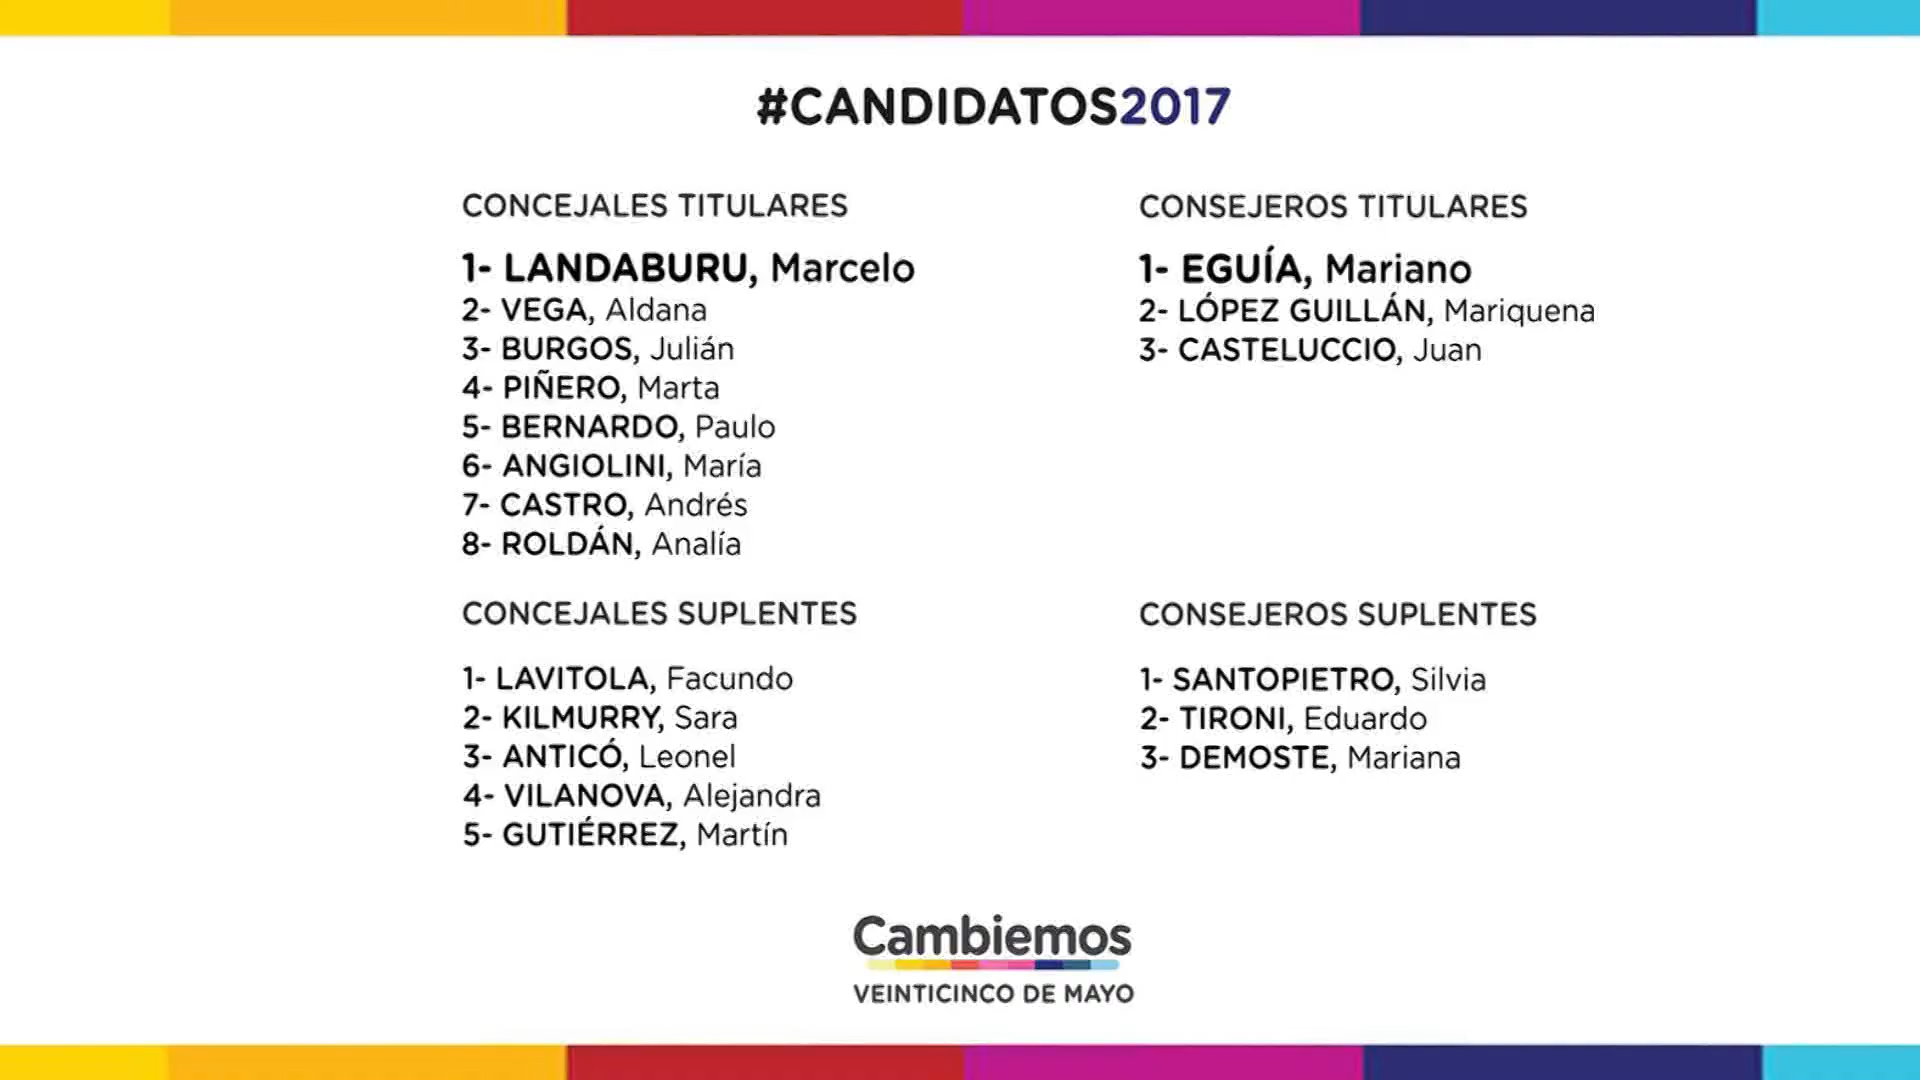 #CANDIDATOS2017
CONCEJALES TITULARES
1- LANDABURU, Marcelo
2- VEGA, Aldana
3- BURGOS, Julián
4- PIÑERO, Marta
5- BERNARDO, Paulo
6- ANGIOLINI, María
7- CASTRO, Andrés
8- ROLDÁN, Analía
CONCEJALES SUPLENTES
1- LAVITOLA, Facundo
2- KILMURRY, Sara
3- ANTICÓ, Leonel
4- VILANOVA, Alejandra
5- GUTIÉRREZ, Martín
CONSEJEROS TITULARES
1- EGUÍA, Mariano
2- LÓPEZ GUILLÁN, Mariquena
3- CASTELUCCIO, Juan
CONSEJEROS SUPLENTES
1- SANTOPIETRO, Silvia
2- TIRONI, Eduardo
3- DEMOSTE, Mariana
Cambiemos
VEINTICINCO DE MAYO